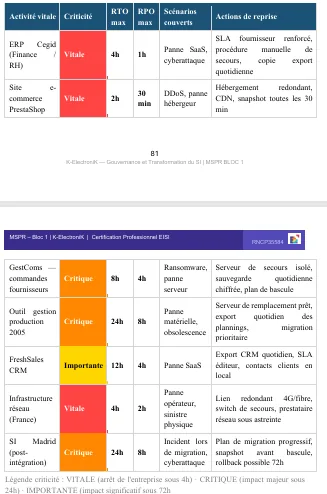 Activité vitale Criticité RTO max RPO max Scénarios couverts Actions de reprise
ERP Cegid (Finance / RH) Vitale 4h 1h Panne SaaS, cyberattaque SLA fournisseur renforcé, procédure manuelle de secours, copie export quotidienne
Site e-commerce PrestaShop Vitale 2h 30 min DDoS, panne hébergeur Hébergement redondant, CDN, snapshot toutes les 30 min
81
K-ElectroniK — Gouvernance et Transformation du SI | MSPR BLOC 1
MSPR – Bloc 1 | K-ElectroniK | Certification Professionnel EISI
RNCP35584
GestComs — commandes fournisseurs Critique 8h 4h Ransomware, panne serveur Serveur de secours isolé, sauvegarde quotidienne chiffrée, plan de bascule
Outil gestion production 2005 Critique 24h 8h Panne matérielle, obsolescence Serveur de remplacement prêt, export quotidien des plannings, migration prioritaire
FreshSales CRM Importante 12h 4h Panne SaaS Export CRM quotidien, SLA éditeur, contacts clients en local
Infrastructure réseau (France) Vitale 4h 2h Panne opérateur, sinistre physique Lien redondant 4G/fibre, switch de secours, prestataire réseau sous astreinte
SI Madrid (post-intégration) Critique 24h 8h Incident lors de migration, cyberattaque Plan de migration progressif, snapshot avant bascule, rollback possible 72h
Légende criticité : VITALE (arrêt de l'entreprise sous 4h) · CRITIQUE (impact majeur sous
24h) · IMPORTANTE (impact significatif sous 72h